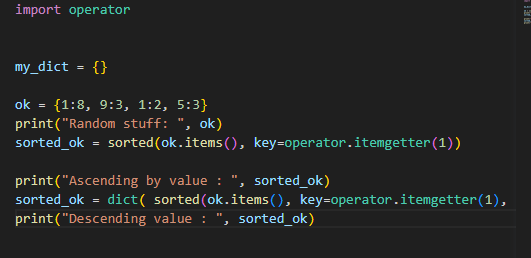 import operator
my_dict = {}
ok = {1:8, 9:3, 1:2, 5:3}
print("Random stuff: ", ok)
sorted_ok = sorted(ok.items(), key=operator.itemgetter(1))
print("Ascending by value : ", sorted_ok)
sorted_ok = dict( sorted(ok.items(), key=operator.itemgetter(1),
print("Descending value : ", sorted_ok)